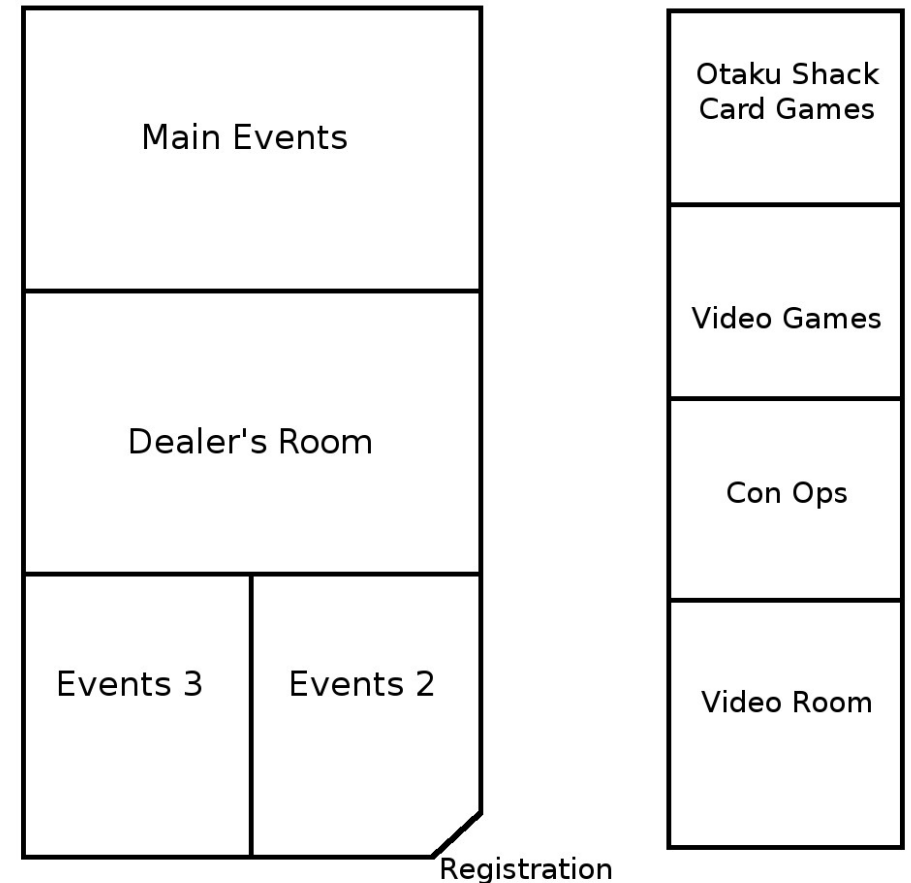 Main Events
Dealer's Room
Events 3
Events 2
Registration
Otaku Shack
Card Games
Video Games
Con Ops
Video Room